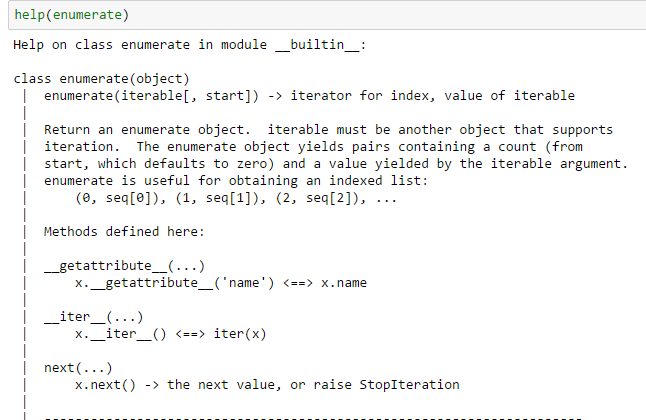 help(enumerate)
Help on class enumerate in module __builtin__:
class enumerate(object)
 |  enumerate(iterable[, start]) -> iterator for index, value of iterable
 |
 |  Return an enumerate object.  iterable must be another object that supports
 |  iteration.  The enumerate object yields pairs containing a count (from
 |  start, which defaults to zero) and a value yielded by the iterable argument.
 |  enumerate is useful for obtaining an indexed list:
 |      (0, seq[0]), (1, seq[1]), (2, seq[2]), ...
 |
 |  Methods defined here:
 |
 |  __getattribute__(...)
 |      x.__getattribute__('name') <==> x.name
 |
 |  __iter__(...)
 |      x.__iter__() <==> iter(x)
 |
 |  next(...)
 |      x.next() -> the next value, or raise StopIteration
 |
 |  ----------------------------------------------------------------------